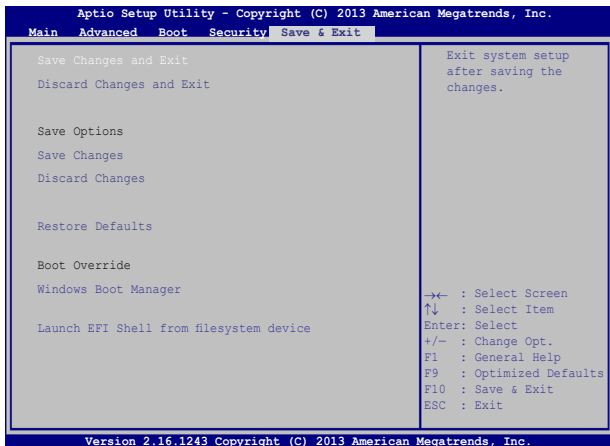 Aptio Setup Utility - Copyright (C) 2013 American Megatrends, Inc.
Main Advanced Boot Security Save & Exit
Save Changes and Exit
Discard Changes and Exit
Save Options
Save Changes
Discard Changes
Restore Defaults
Boot Override
Windows Boot Manager
Launch EFI Shell from filesystem device
Exit system setup
after saving the
changes.
→← : Select Screen
↑↓ : Select Item
Enter: Select
+/— : Change Opt.
F1 : General Help
F9 : Optimized Defaults
F10 : Save & Exit
ESC : Exit
Version 2.16.1243 Copyright (C) 2013 American Megatrends, Inc.